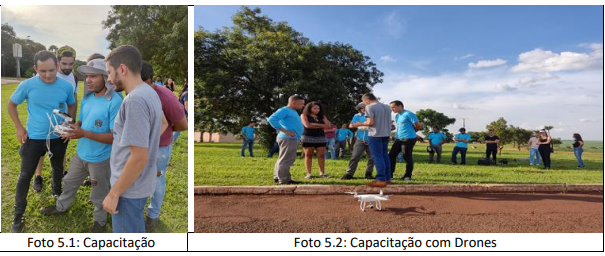 Foto 5.1: Capacitação
Foto 5.2: Capacitação com Drones